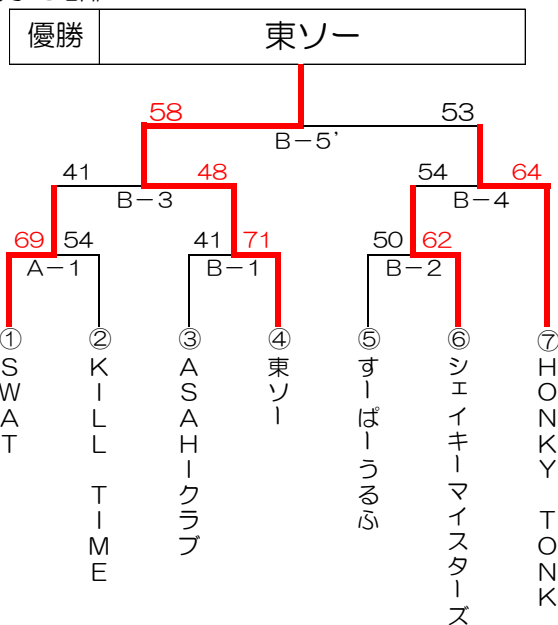 優勝 東ソー
58 53
B－5’
41 48 54 64
B－3 B－4
69 54 41 71 50 62
A－1 B－1 B－2
① ② ③ ④ ⑤ ⑥ ⑦
SWAT
KILL TIME
ASAHIクラブ
東ソー
すーぱーうるふ
シェイキーマイスターズ
HONKY TONK